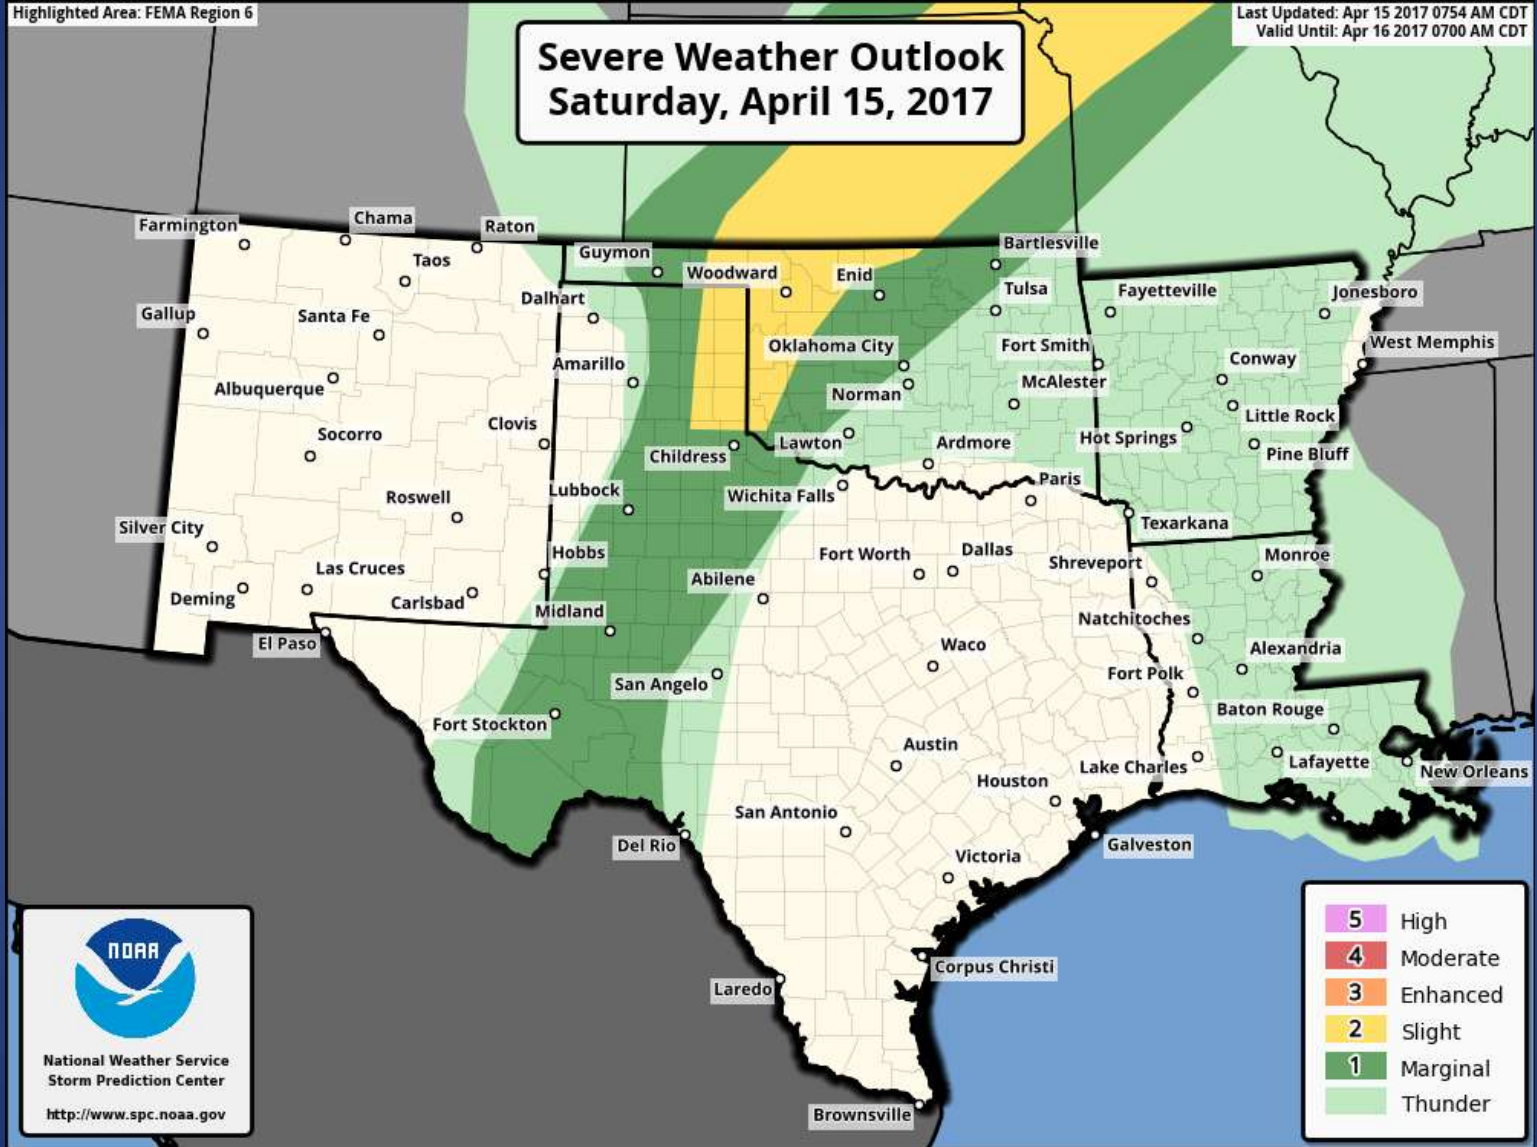 Highlighted Area: FEMA Region 6
Last Updated: Apr 15 2017 0754 AM CDT
Valid Until: Apr 16 2017 0700 AM CDT
Severe Weather Outlook
Saturday, April 15, 2017
Farmington
Chama
Raton
Taos
Guymon
Woodward
Enid
Bartlesville
Gallup
Santa Fe
Dalhart
Tulsa
Fayetteville
Jonesboro
Albuquerque
Amarillo
Oklahoma City
Fort Smith
West Memphis
Conway
Norman
McAlester
Socorro
Clovis
Childress
Lawton
Ardmore
Hot Springs
Little Rock
Pine Bluff
Roswell
Lubbock
Wichita Falls
Paris
Silver City
Texarkana
Hobbs
Fort Worth
Dallas
Shreveport
Monroe
Las Cruces
Deming
Carlsbad
Midland
Abilene
Natchitoches
El Paso
Waco
Alexandria
San Angelo
Fort Polk
Fort Stockton
Baton Rouge
Austin
Lake Charles
Lafayette
New Orleans
Houston
San Antonio
Del Rio
Galveston
Victoria
Laredo
Corpus Christi
Brownsville
NOAA
National Weather Service
Storm Prediction Center
http://www.spc.noaa.gov
5 High
4 Moderate
3 Enhanced
2 Slight
1 Marginal
Thunder